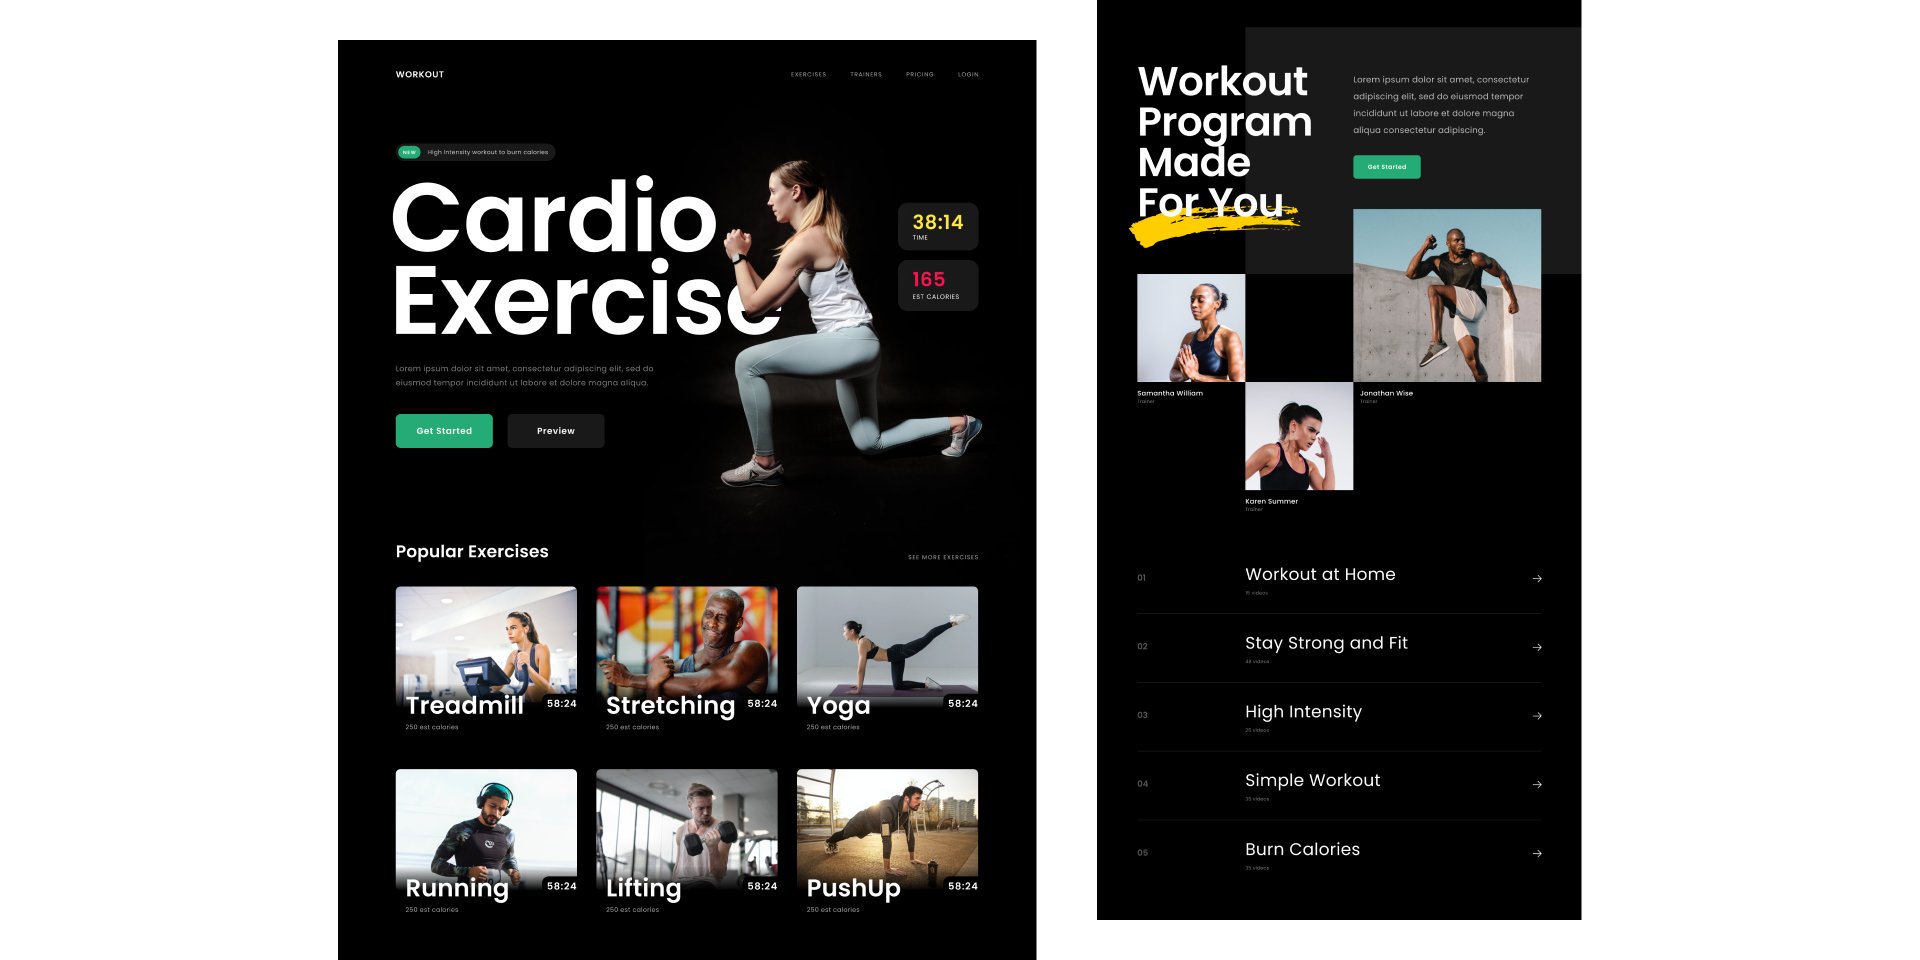 WORKOUT
EXERCISES TRAINERS PRICING LOGIN
NEW High Intensity workout to burn calories
Cardio
Exercise
38:14
TIME
165
EST CALORIES
Lorem ipsum dolor sit amet, consectetur adipiscing elit, sed do
eiusmod tempor incididunt ut labore et dolore magna aliqua.
Get Started Preview
Popular Exercises
SEE MORE EXERCISES
Treadmill 58:24
250 est calories
Stretching 58:24
250 est calories
Yoga 58:24
250 est calories
Running 58:24
250 est calories
Lifting 58:24
250 est calories
PushUp 58:24
250 est calories
Workout
Program
Made
For You
Lorem ipsum dolor sit amet, consectetur
adipiscing elit, sed do eiusmod tempor
incididunt ut labore et dolore magna
aliqua consectetur adipiscing.
Get Started
Samantha William
Trainer
Jonathan Wise
Trainer
Karen Summer
Trainer
01 Workout at Home
videos
02 Stay Strong and Fit
48 videos
03 High Intensity
videos
04 Simple Workout
videos
05 Burn Calories
videos